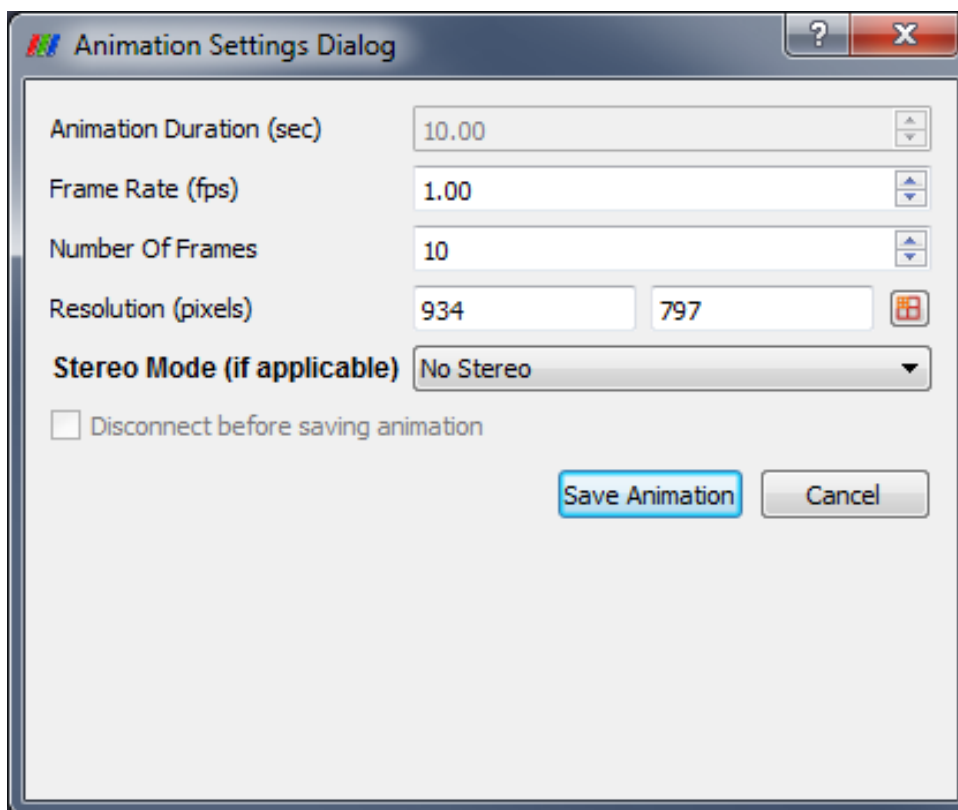 Animation Settings Dialog ?
Animation Duration (sec) 10.00
Frame Rate (fps) 1.00
Number Of Frames 10
Resolution (pixels) 934 797
Stereo Mode (if applicable) No Stereo
Disconnect before saving animation
Save Animation Cancel